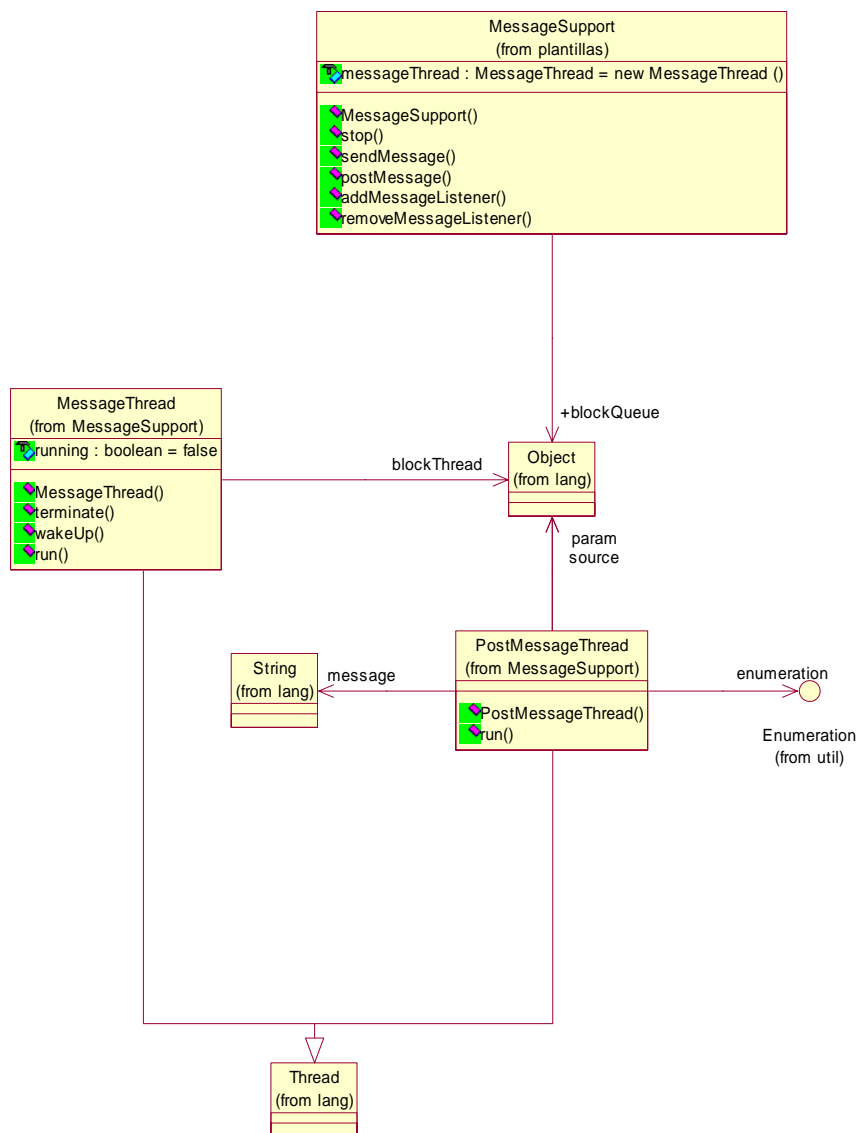 MessageSupport
(from plantillas)
messageThread : MessageThread = new MessageThread ()
MessageSupport()
stop()
sendMessage()
postMessage()
addMessageListener()
removeMessageListener()
+blockQueue
MessageThread
(from MessageSupport)
running : boolean = false
MessageThread()
terminate()
wakeUp()
run()
blockThread
Object
(from lang)
param
source
String
(from lang)
message
PostMessageThread
(from MessageSupport)
PostMessageThread()
run()
enumeration
Enumeration
(from util)
Thread
(from lang)